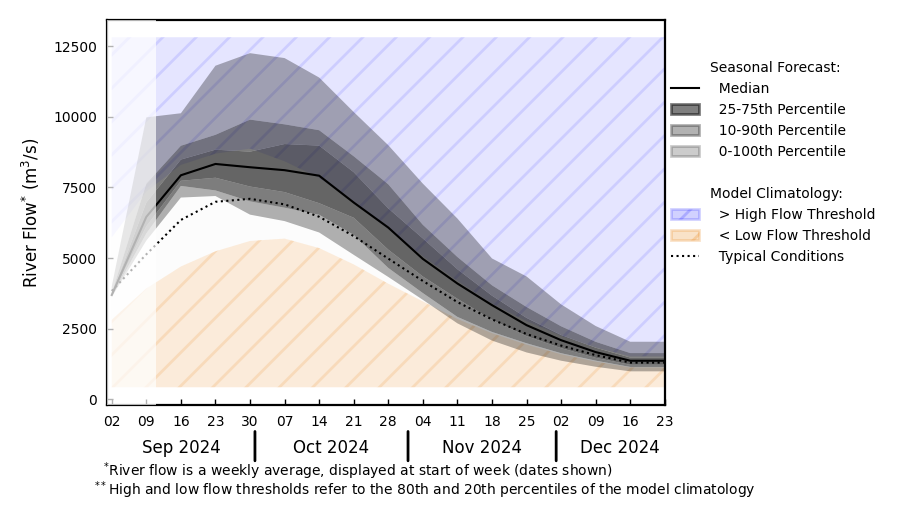 12500
10000
7500
5000
2500
0
River Flow* (m³/s)
02 09 16 23 30 07 14 21 28 04 11 18 25 02 09 16 23
Sep 2024 Oct 2024 Nov 2024 Dec 2024
*River flow is a weekly average, displayed at start of week (dates shown)
**High and low flow thresholds refer to the 80th and 20th percentiles of the model climatology
Seasonal Forecast:
Median
25-75th Percentile
10-90th Percentile
0-100th Percentile
Model Climatology:
> High Flow Threshold
< Low Flow Threshold
Typical Conditions